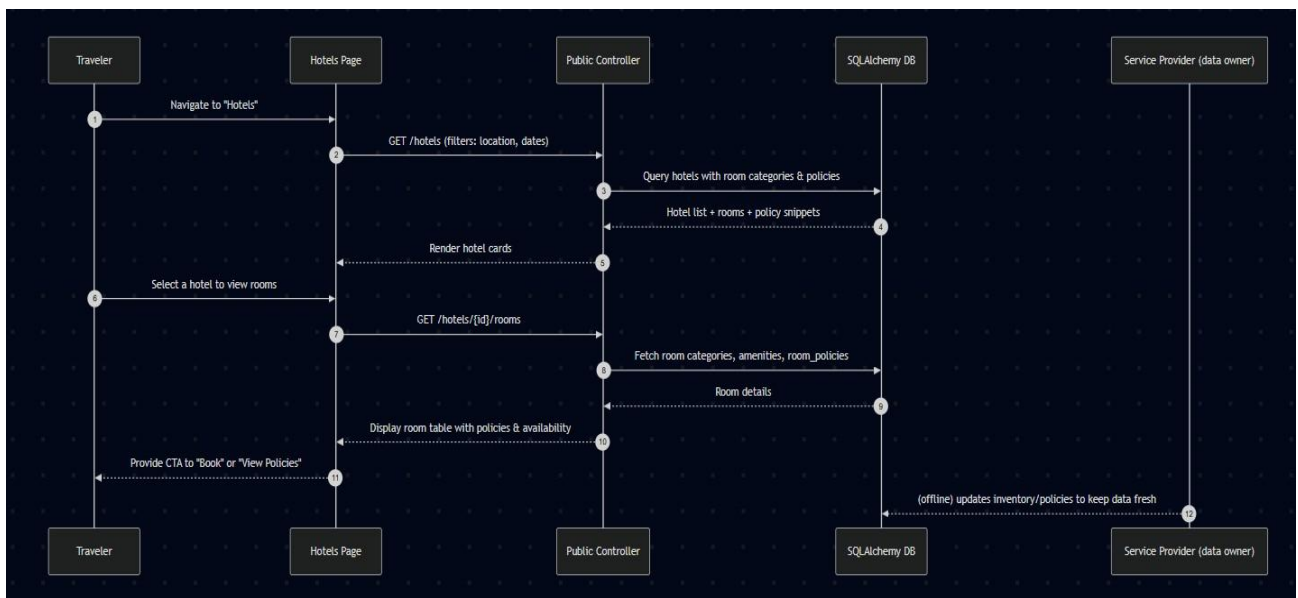 Traveler
Hotels Page
Public Controller
SQLAlchemy DB
Service Provider (data owner)
Navigate to "Hotels"
1
GET /hotels (filters: location, dates)
2
Query hotels with room categories & policies
3
Hotel list + rooms + policy snippets
4
Render hotel cards
5
Select a hotel to view rooms
6
GET /hotels/{id}/rooms
7
Fetch room categories, amenities, room_policies
8
Room details
9
Display room table with policies & availability
10
Provide CTA to "Book" or "View Policies"
11
(offline) updates inventory/policies to keep data fresh
12
Traveler
Hotels Page
Public Controller
SQLAlchemy DB
Service Provider (data owner)